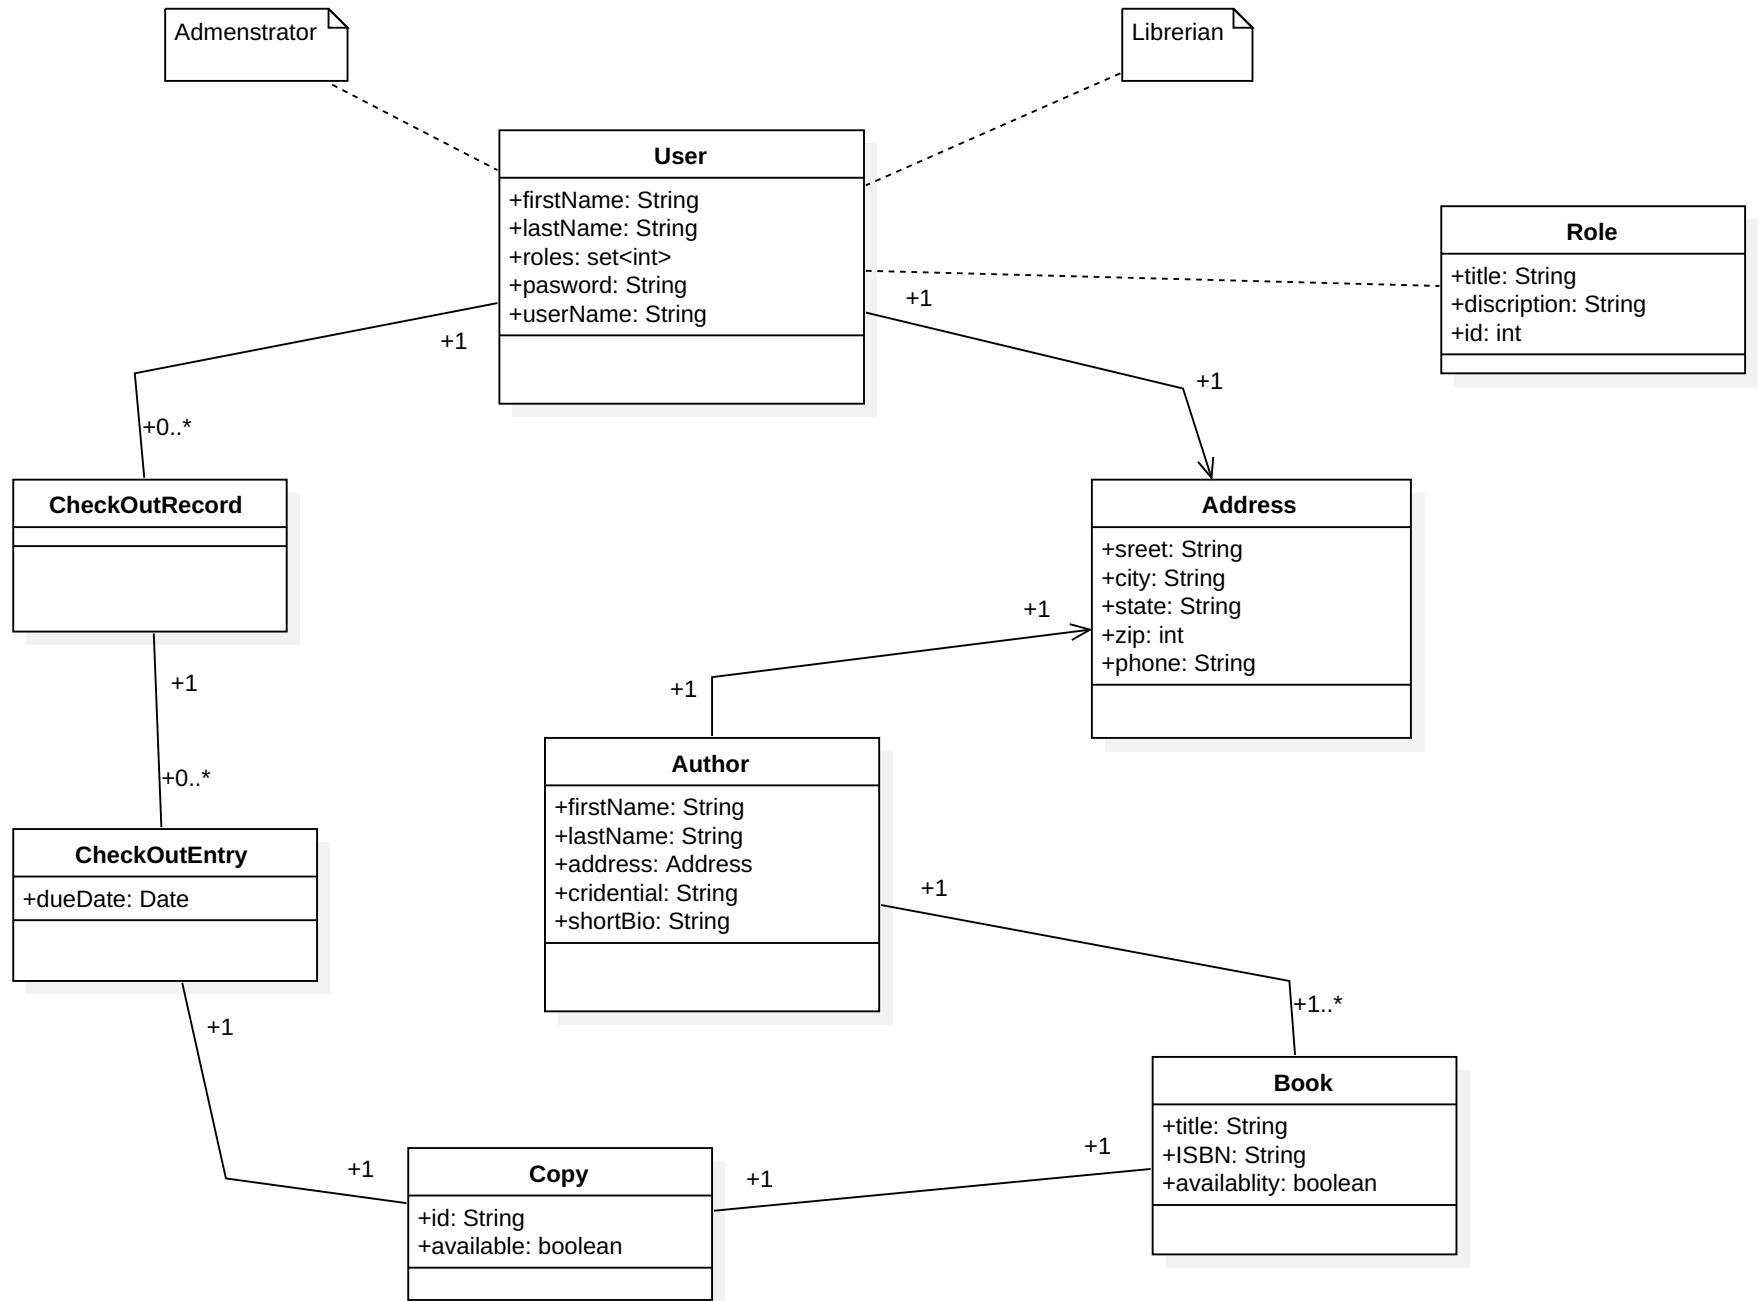 Admenstrator
Librerian
User
+firstName: String
+lastName: String
+roles: set<int>
+pasword: String
+userName: String
Role
+title: String
+discription: String
+id: int
+1
+1
+1
+0..*
CheckOutRecord
Address
+sreet: String
+city: String
+state: String
+zip: int
+phone: String
+1
+1
+1
+0..*
Author
+firstName: String
+lastName: String
+address: Address
+cridential: String
+shortBio: String
CheckOutEntry
+dueDate: Date
+1
+1..*
+1
+1
Book
+title: String
+ISBN: String
+availablity: boolean
+1
+1
Copy
+id: String
+available: boolean